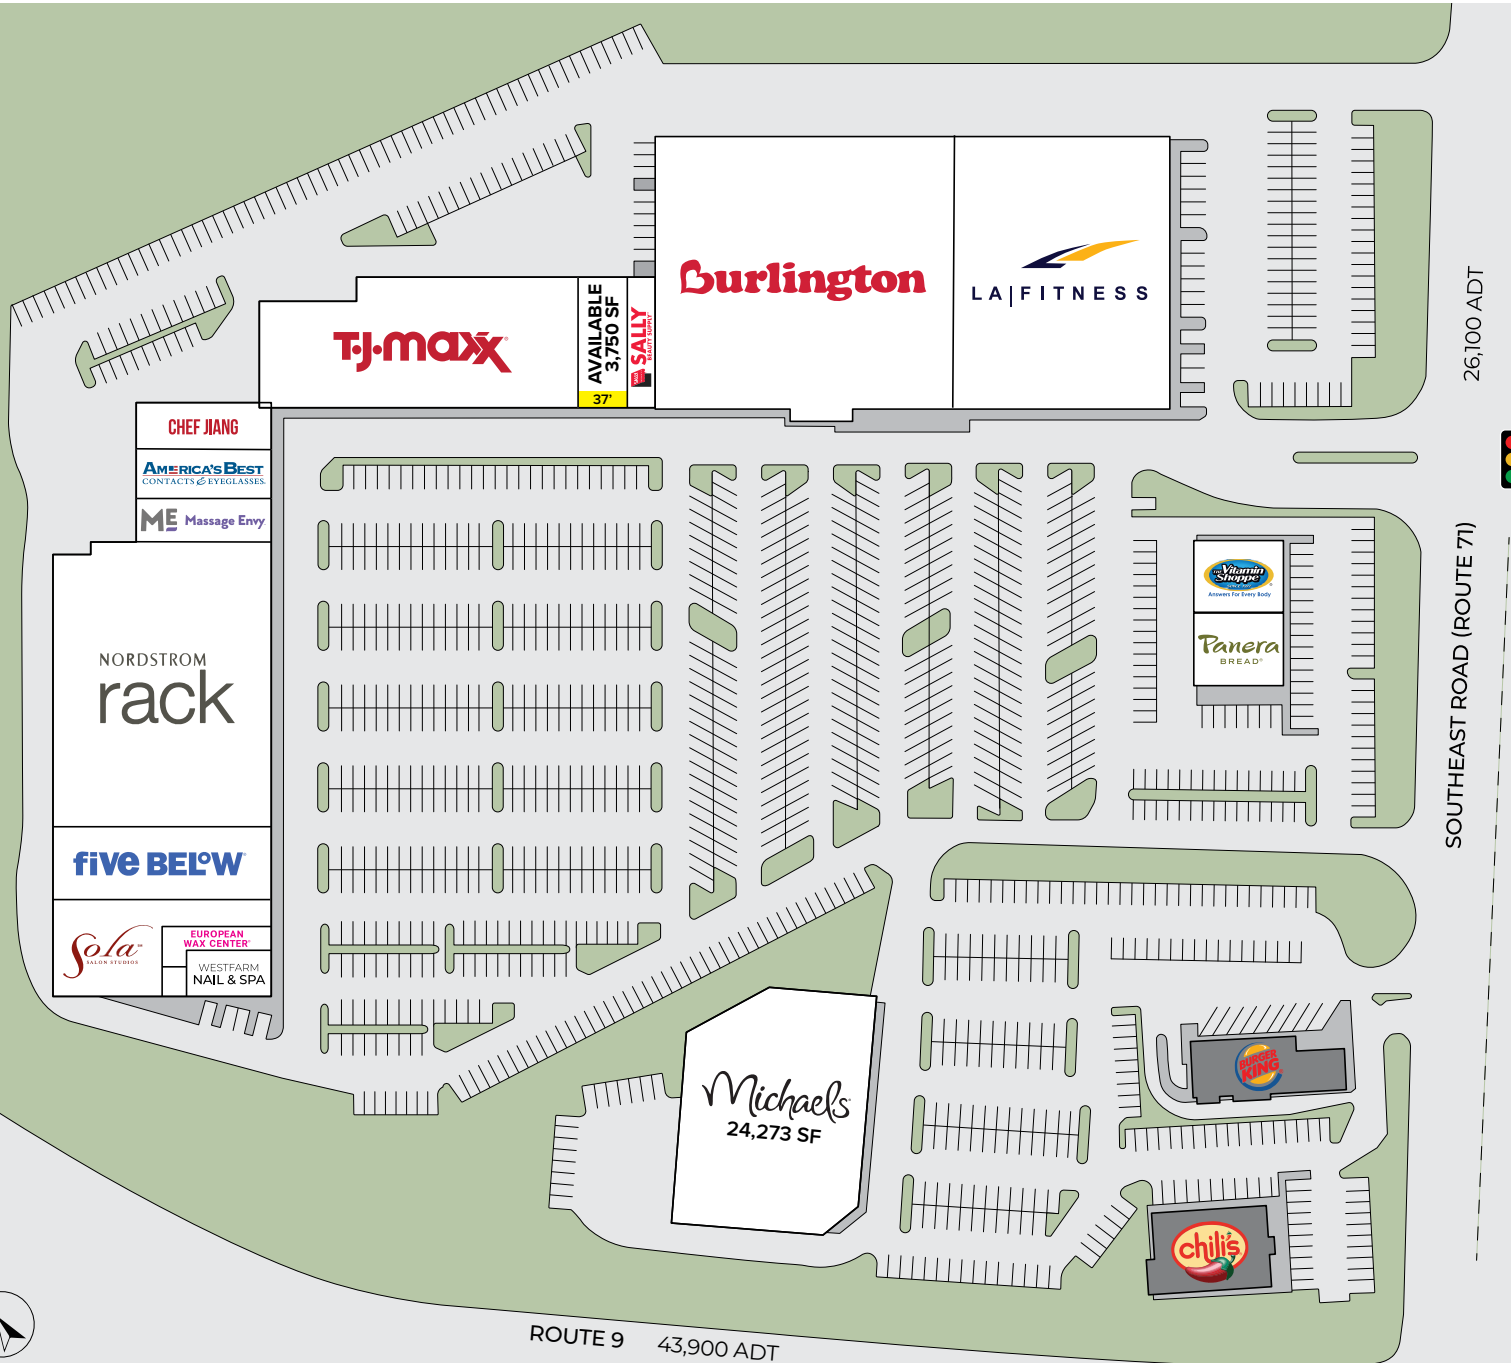 Burlington
LA|FITNESS
T·J·maxx
AVAILABLE
3,750 SF
37'
SALLY
BEAUTY SUPPLY
26,100 ADT
CHEF JIANG
AMERICA'S BEST
CONTACTS & EYEGLASSES.
ME Massage Envy
NORDSTROM
rack
five BELOW
Sola
SALON STUDIOS
EUROPEAN
WAX CENTER
WESTFARM
NAIL & SPA
the Vitamin
Shoppe
Answers For Every Body
Panera
BREAD®
SOUTHEAST ROAD (ROUTE 71)
Michaels
24,273 SF
BURGER
KING
chili's
ROUTE 9 43,900 ADT